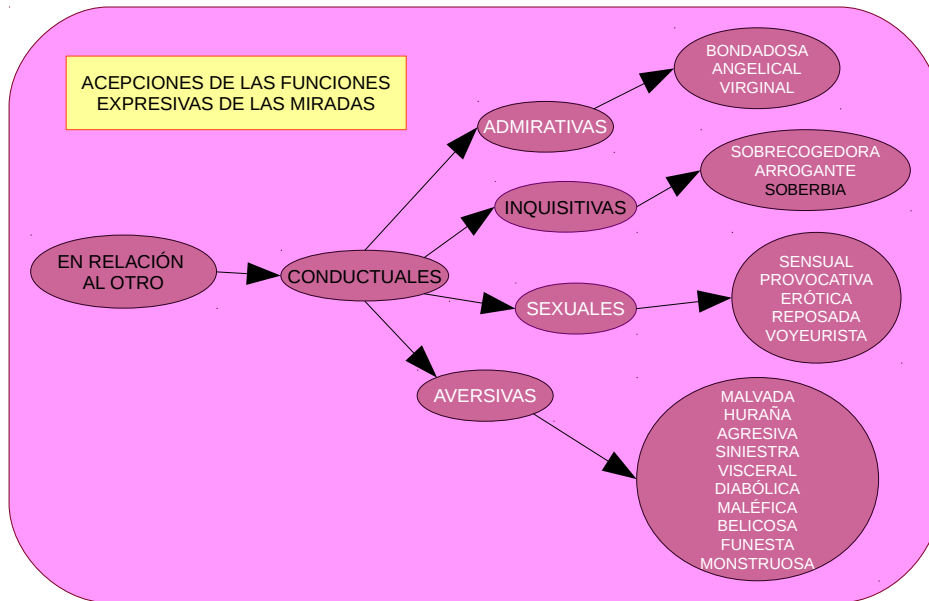 ACEPCIONES DE LAS FUNCIONES
EXPRESIVAS DE LAS MIRADAS
EN RELACIÓN
AL OTRO
CONDUCTUALES
ADMIRATIVAS
BONDADOSA
ANGELICAL
VIRGINAL
INQUISITIVAS
SOBRECOGEDORA
ARROGANTE
SOBERBIA
SEXUALES
SENSUAL
PROVOCATIVA
ERÓTICA
REPOSADA
VOYEURISTA
AVERSIVAS
MALVADA
HURAÑA
AGRESIVA
SINIESTRA
VISCERAL
DIABÓLICA
MALÉFICA
BELICOSA
FUNESTA
MONSTRUOSA